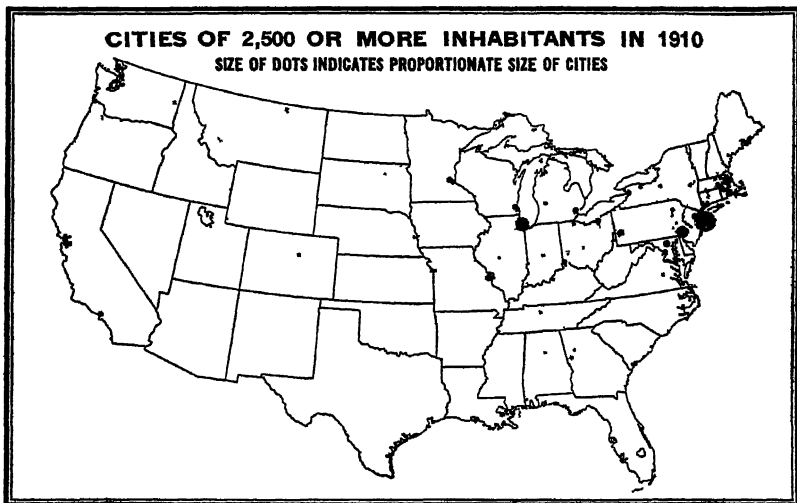 CITIES OF 2,500 OR MORE INHABITANTS IN 1910
SIZE OF DOTS INDICATES PROPORTIONATE SIZE OF CITIES